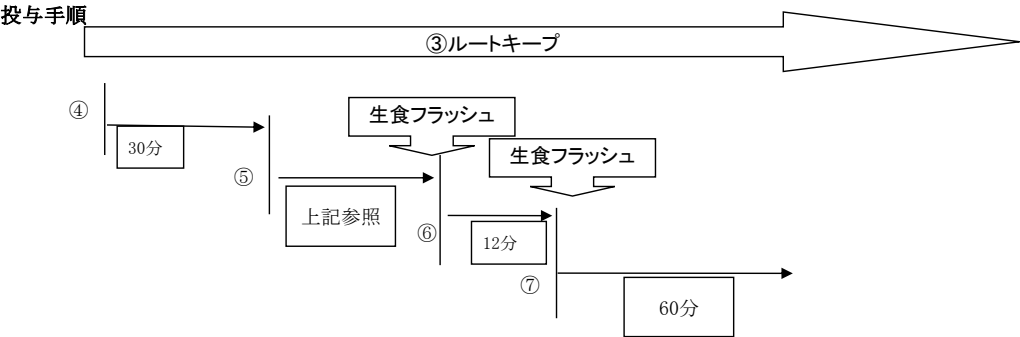 投与手順
③ルートキープ
④
30分
生食フラッシュ
生食フラッシュ
⑤
上記参照
⑥
12分
⑦
60分